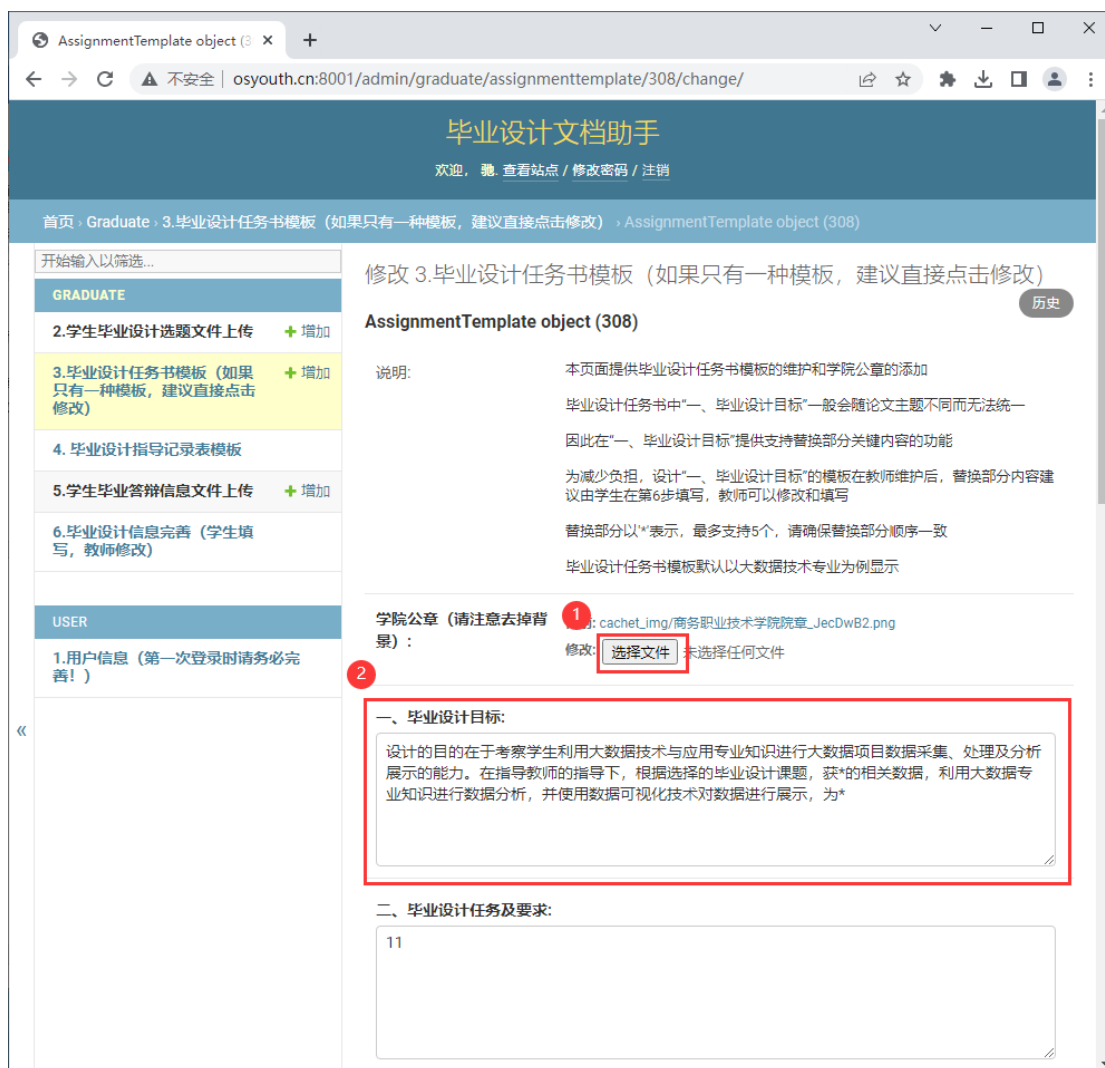 AssignmentTemplate object (3
不安全 | osyouth.cn:8001/admin/graduate/assignmenttemplate/308/change/
毕业设计文档助手
欢迎， 驰. 查看站点 / 修改密码 / 注销
首页 › Graduate › 3.毕业设计任务书模板（如果只有一种模板，建议直接点击修改） › AssignmentTemplate object (308)
开始输入以筛选...
GRADUATE
2.学生毕业设计选题文件上传 + 增加
3.毕业设计任务书模板（如果
只有一种模板，建议直接点击
修改） + 增加
4. 毕业设计指导记录表模板
5.学生毕业答辩信息文件上传 + 增加
6.毕业设计信息完善（学生填
写，教师修改）
USER
1.用户信息（第一次登录时请务必完
善！）
«
修改 3.毕业设计任务书模板（如果只有一种模板，建议直接点击修改）
历史
AssignmentTemplate object (308)
说明:
本页面提供毕业设计任务书模板的维护和学院公章的添加
毕业设计任务书中“一、毕业设计目标”一般会随论文主题不同而无法统一
因此在“一、毕业设计目标”提供支持替换部分关键内容的功能
为减少负担，设计“一、毕业设计目标”的模板在教师维护后，替换部分内容建
议由学生在第6步填写，教师可以修改和填写
替换部分以'*'表示，最多支持5个，请确保替换部分顺序一致
毕业设计任务书模板默认以大数据技术专业为例显示
学院公章（请注意去掉背
景）:
1
cachet_img/商务职业技术学院院章_JecDwB2.png
修改: 选择文件 未选择任何文件
2
一、毕业设计目标:
设计的目的在于考察学生利用大数据技术与应用专业知识进行大数据项目数据采集、处理及分析
展示的能力。在指导教师的指导下，根据选择的毕业设计课题，获*的相关数据，利用大数据专
业知识进行数据分析，并使用数据可视化技术对数据进行展示，为*
二、毕业设计任务及要求:
11